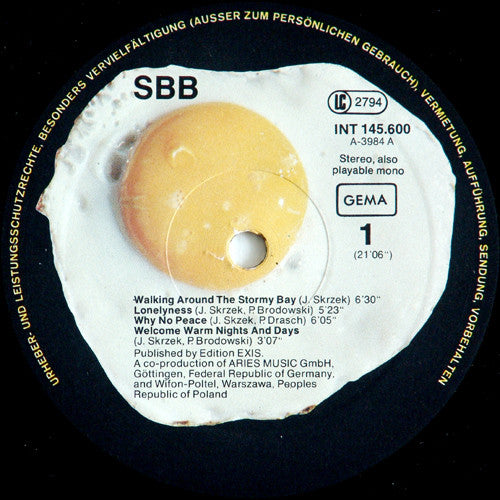 URHEBER- UND LEISTUNGSSCHUTZRECHTE, BESONDERS VERVIELFÄLTIGUNG (AUSSER ZUM PERSÖNLICHEN GEBRAUCH), VERMIETUNG, AUFFÜHRUNG, SENDUNG, VORBEHALTEN
SBB
LC 2794
INT 145.600
A-3984 A
Stereo, also
playable mono
GEMA
1
(21'06")
Walking Around The Stormy Bay (J. Skrzek) 6'30"
Lonelyness (J. Skrzek, P. Brodowski) 5'23"
Why No Peace (J. Skzek, P. Drasch) 6'05"
Welcome Warm Nights And Days
(J. Skrzek, P. Brodowski) 3'07"
Published by Edition EXIS.
A co-production of ARIES MUSIC GmbH,
Göttingen, Federal Republic of Germany.
and Wifon-Poltel, Warszawa, Peoples
Republic of Poland